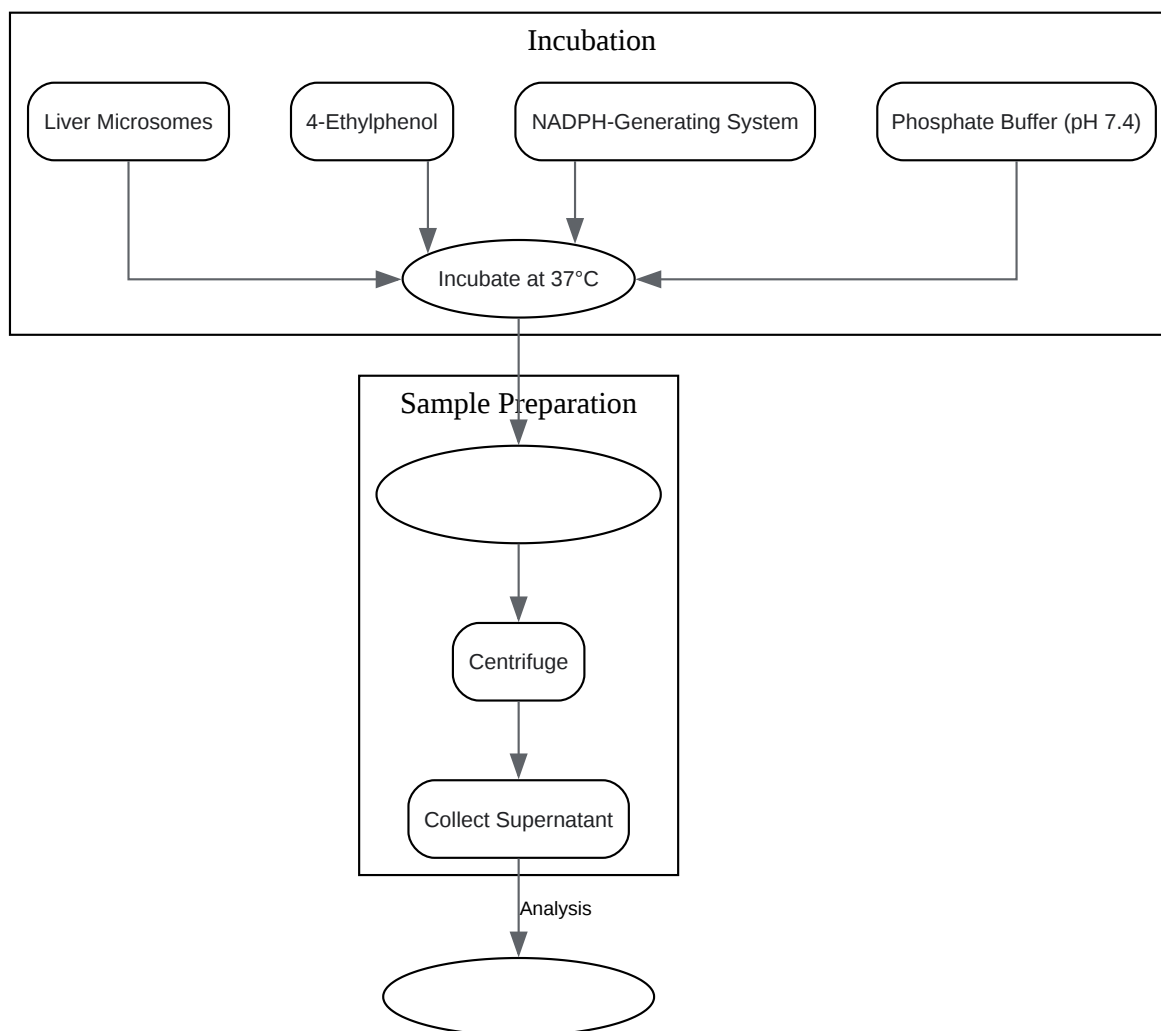 Incubation
Liver Microsomes
4-Ethylphenol
NADPH-Generating System
Phosphate Buffer (pH 7.4)
Incubate at 37°C
Sample Preparation
Centrifuge
Collect Supernatant
Analysis